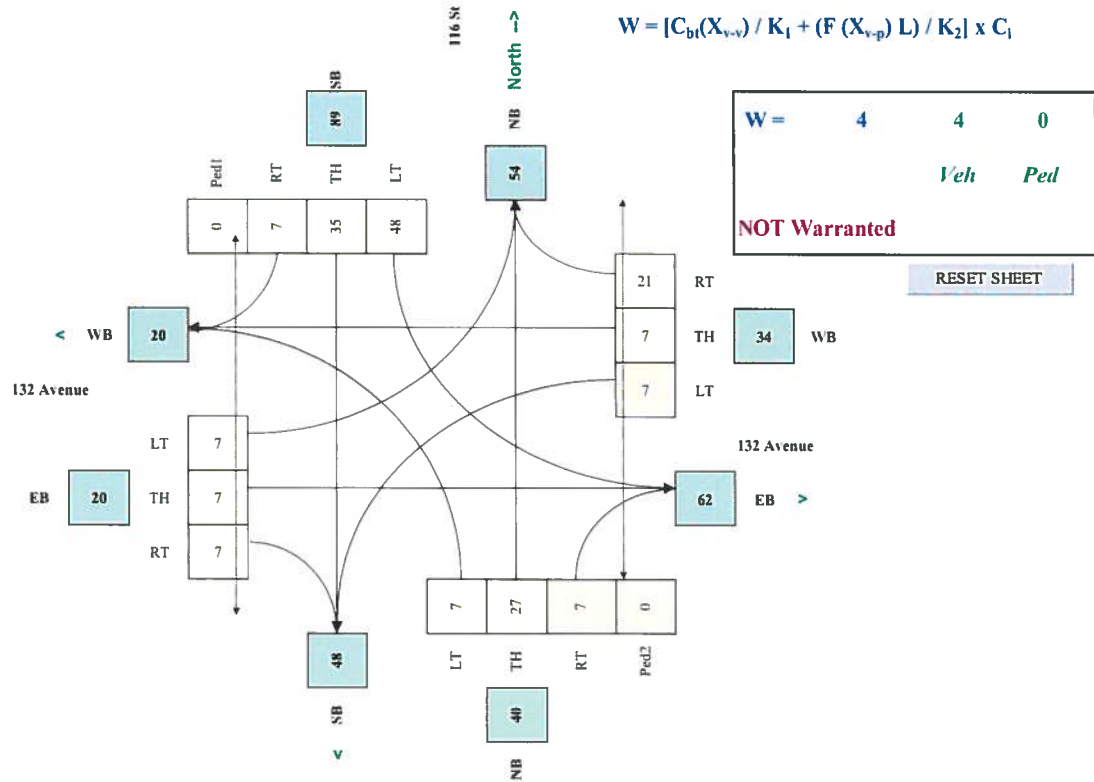 W = [Cbt(Xv-v) / K1 + (F (Xv-p) L) / K2] x Ci
116 St
North -->
SB
89
NB
54
W = 4 4 0
Veh Ped
NOT Warranted
RESET SHEET
Ped1 RT TH LT
0 7 35 48
21 RT
7 TH
7 LT
34 WB
< WB 20
132 Avenue
LT 7
TH 7
RT 7
EB 20
132 Avenue
62 EB >
7 27 7 0
LT TH RT Ped2
48
SB
<
40
NB